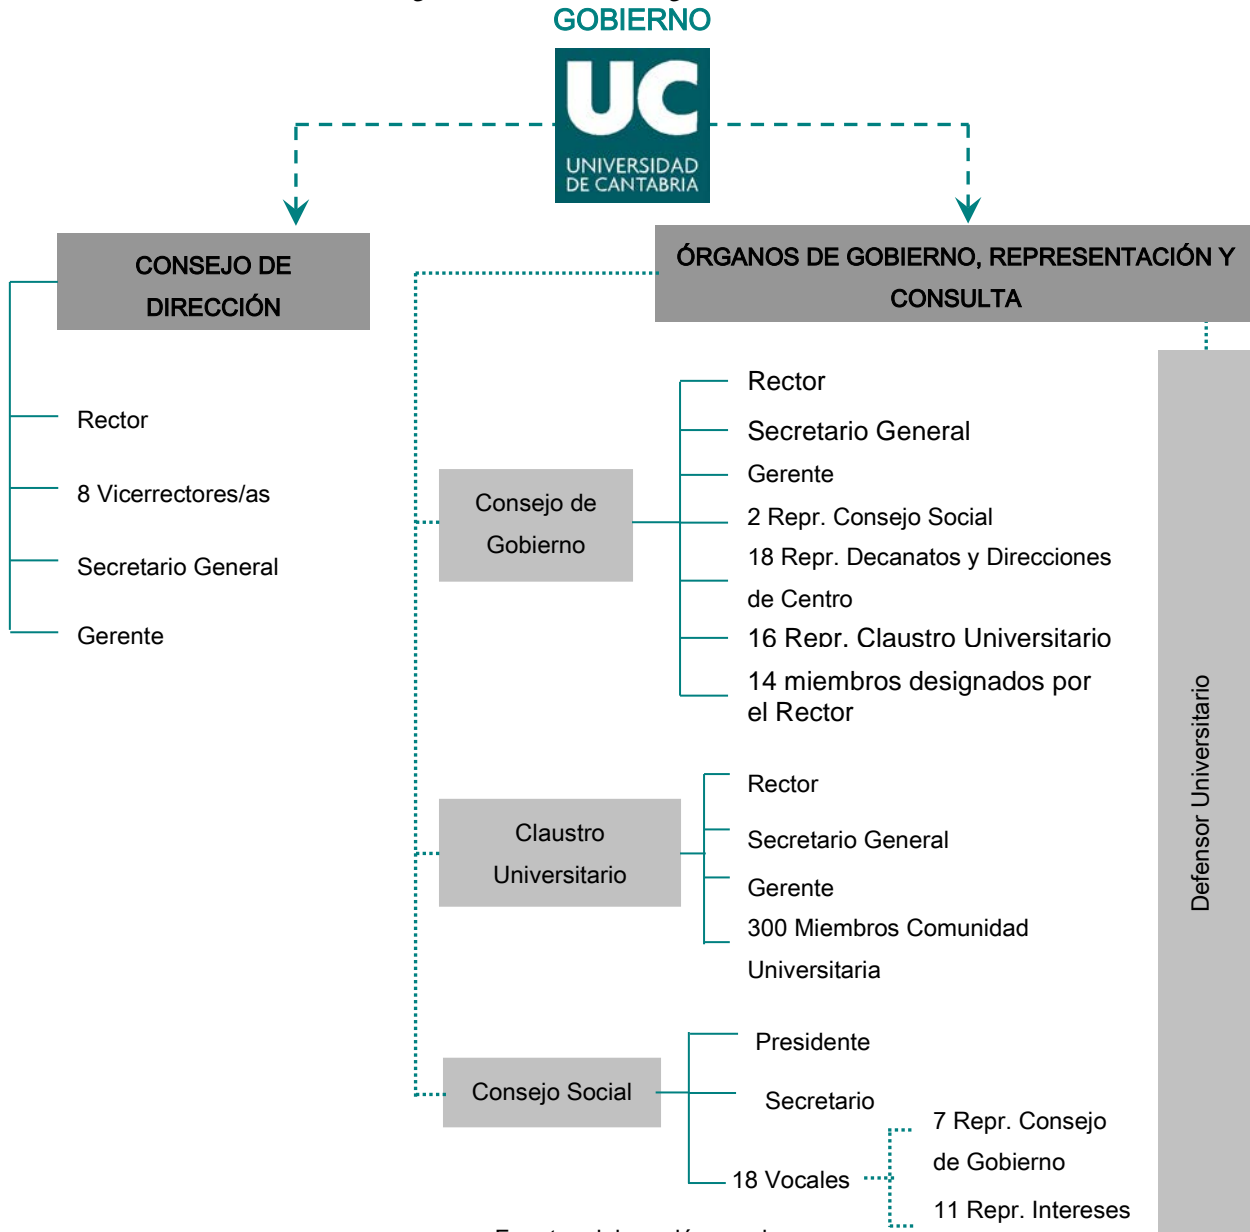 GOBIERNO
UC
UNIVERSIDAD
DE CANTABRIA
CONSEJO DE
DIRECCIÓN
Rector
8 Vicerrectores/as
Secretario General
Gerente
ÓRGANOS DE GOBIERNO, REPRESENTACIÓN Y
CONSULTA
Consejo de
Gobierno
Rector
Secretario General
Gerente
2 Repr. Consejo Social
18 Repr. Decanatos y Direcciones
de Centro
16 Repr. Claustro Universitario
14 miembros designados por
el Rector
Claustro
Universitario
Rector
Secretario General
Gerente
300 Miembros Comunidad
Universitaria
Consejo Social
Presidente
Secretario
18 Vocales
7 Repr. Consejo
de Gobierno
11 Repr. Intereses
Defensor Universitario